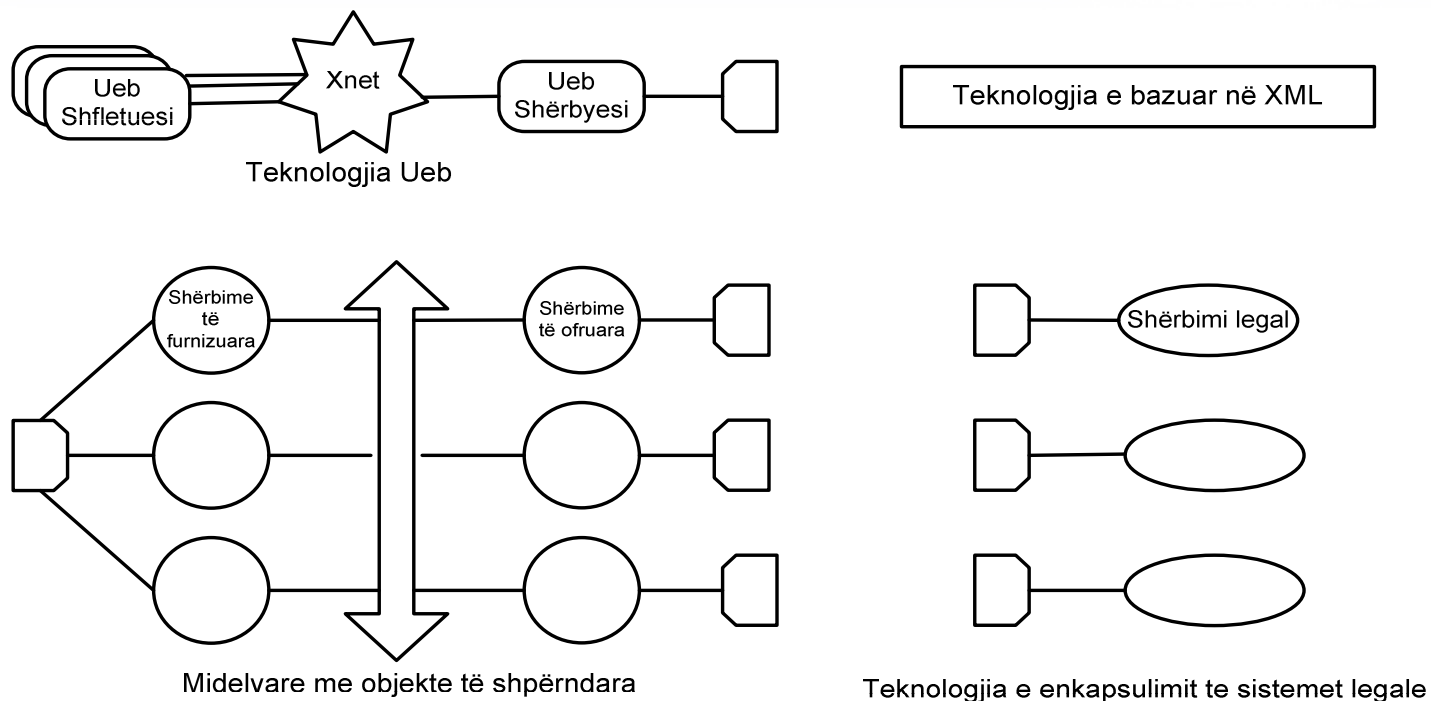 Ueb
Shfletuesi
Xnet
Ueb
Shërbyesi
Teknologjia Ueb
Teknologjia e bazuar në XML
Shërbime
të
furnizuara
Shërbime
të ofruara
Midelvare me objekte të shpërndara
Shërbimi legal
Teknologjia e enkapsulimit te sistemet legale